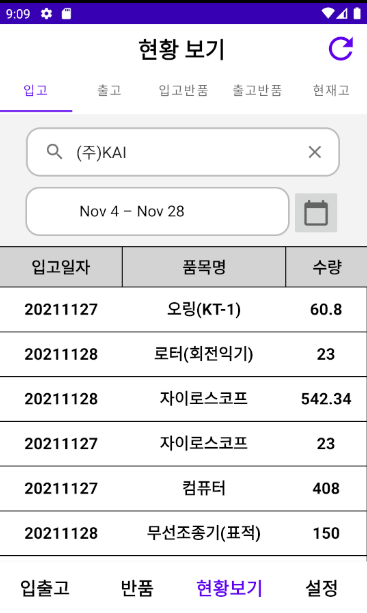 9:09
현황 보기
입고 출고 입고반품 출고반품 현재고
(주)KAI
Nov 4 – Nov 28
입고일자 품목명 수량
20211127 오링(KT-1) 60.8
20211128 로터(회전익기) 23
20211128 자이로스코프 542.34
20211127 자이로스코프 23
20211127 컴퓨터 408
20211128 무선조종기(표적) 150
입출고 반품 현황보기 설정